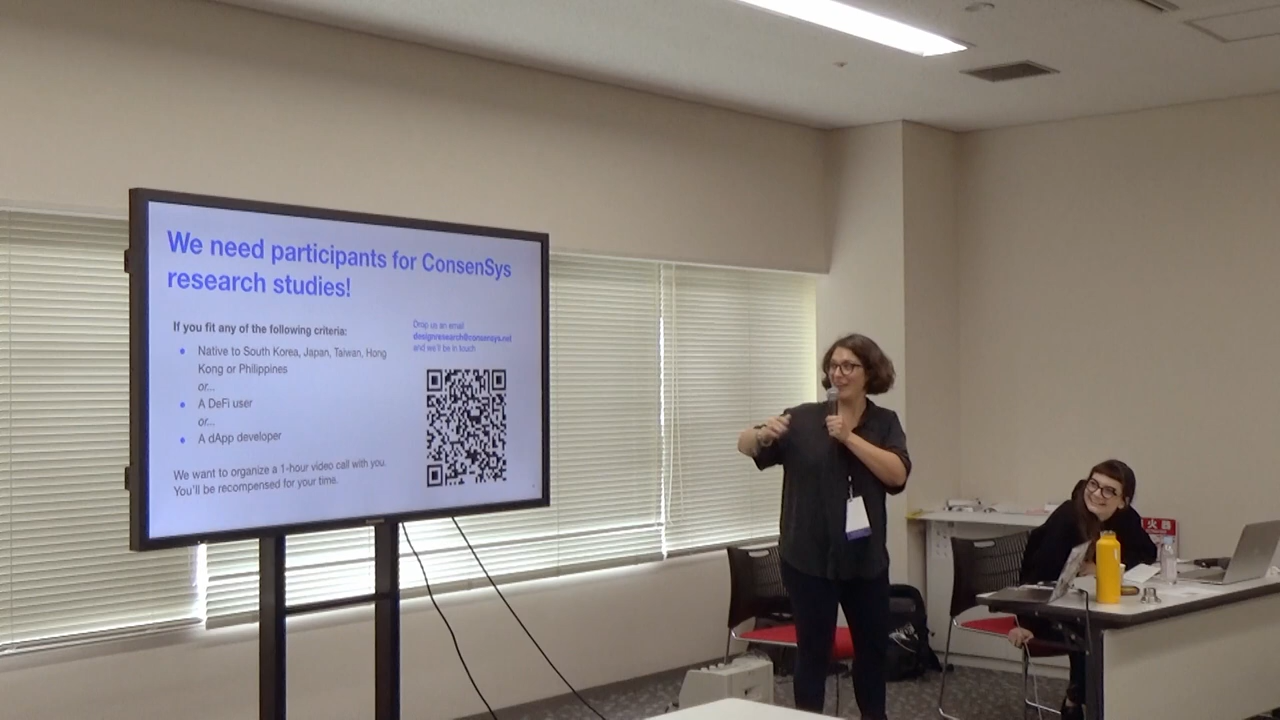 We need participants for ConsenSys
research studies!
If you fit any of the following criteria:
Native to South Korea, Japan, Taiwan, Hong
Kong or Philippines
or...
A DeFi user
or...
A dApp developer
We want to organize a 1-hour video call with you.
You'll be recompensed for your time.
Drop us an email
designresearch@consensys.net
and we'll be in touch
火器